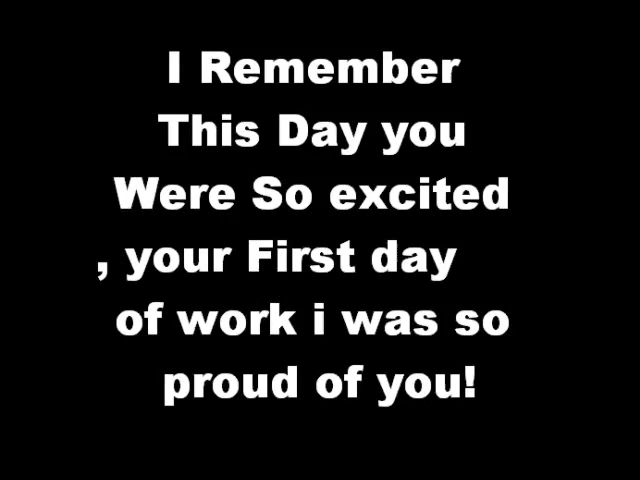 I Remember
This Day you
Were So excited
, your First day
of work i was so
proud of you!